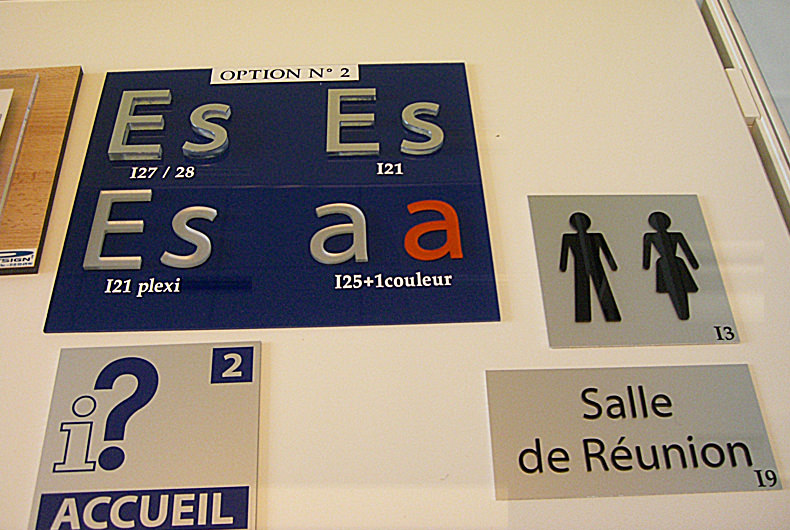 OPTION N° 2
Es Es
I27 / 28 I21
Es a a
I21 plexi I25+1couleur
SIGN
I3
2
i?
ACCUEIL
Salle
de Réunion
I9